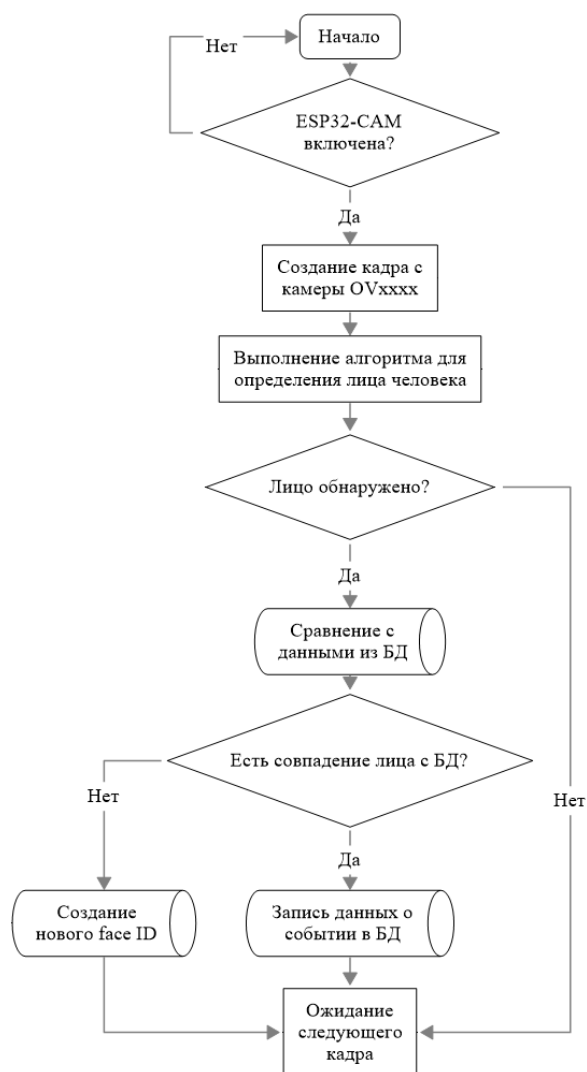 Начало
Нет
ESP32-CAM
включена?
Да
Создание кадра с
камеры OVxxxx
Выполнение алгоритма для
определения лица человека
Лицо обнаружено?
Да
Сравнение с
данными из БД
Есть совпадение лица с БД?
Нет
Нет
Да
Создание
нового face ID
Запись данных о
событии в БД
Ожидание
следующего
кадра